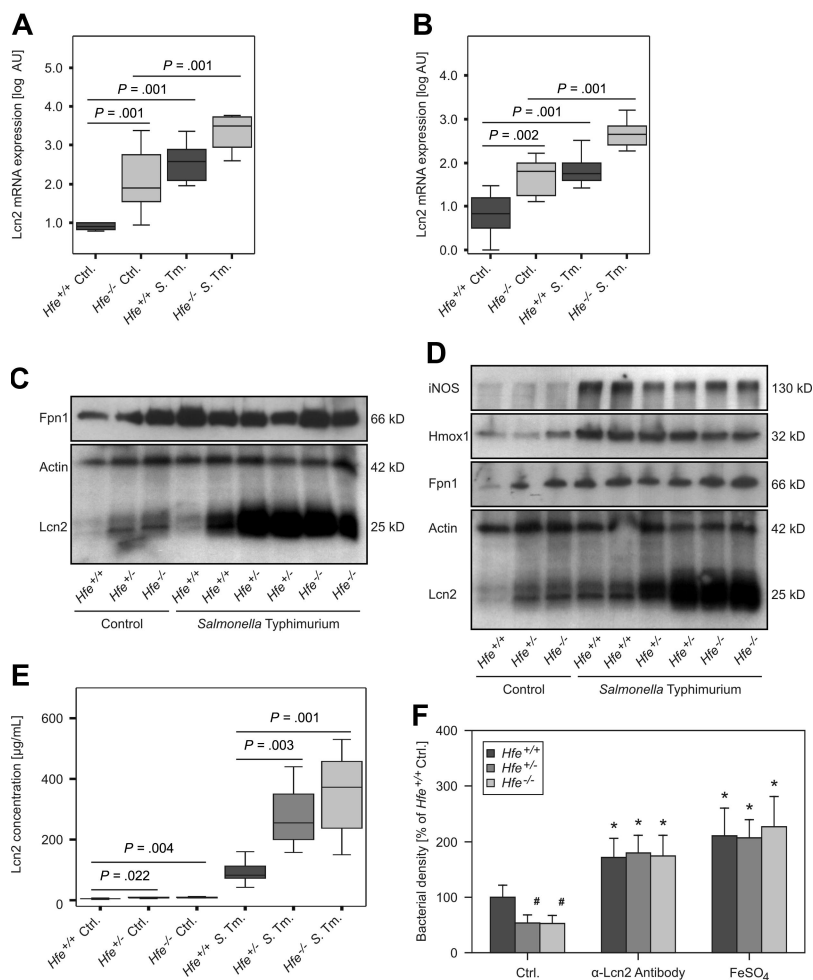 A
Lcn2 mRNA expression [log AU]
5.0
4.0
3.0
2.0
1.0
P = .001
P = .001
P = .001
Hfe+/+ Ctrl.
Hfe-/- Ctrl.
Hfe+/+ S. Tm.
Hfe-/- S. Tm.
B
Lcn2 mRNA expression [log AU]
4.0
3.0
2.0
1.0
0.0
P = .001
P = .001
P = .002
Hfe+/+ Ctrl.
Hfe-/- Ctrl.
Hfe+/+ S. Tm.
Hfe-/- S. Tm.
C
Fpn1 66 kD
Actin 42 kD
Lcn2 25 kD
Hfe+/+ Hfe+/- Hfe-/- Hfe+/+ Hfe+/+ Hfe+/- Hfe+/- Hfe-/- Hfe-/-
Control Salmonella Typhimurium
D
iNOS 130 kD
Hmox1 32 kD
Fpn1 66 kD
Actin 42 kD
Lcn2 25 kD
Hfe+/+ Hfe+/- Hfe-/- Hfe+/+ Hfe+/+ Hfe+/- Hfe+/- Hfe-/- Hfe-/-
Control Salmonella Typhimurium
E
Lcn2 concentration [µg/mL]
600
400
200
0
P = .001
P = .003
P = .004
P = .022
Hfe+/+ Ctrl.
Hfe+/- Ctrl.
Hfe-/- Ctrl.
Hfe+/+ S. Tm.
Hfe+/- S. Tm.
Hfe-/- S. Tm.
F
Bacterial density [% of Hfe+/+ Ctrl.]
400
300
200
100
0
Hfe+/+
Hfe+/-
Hfe-/-
# #
* * *
* * *
Ctrl. α-Lcn2 Antibody FeSO4